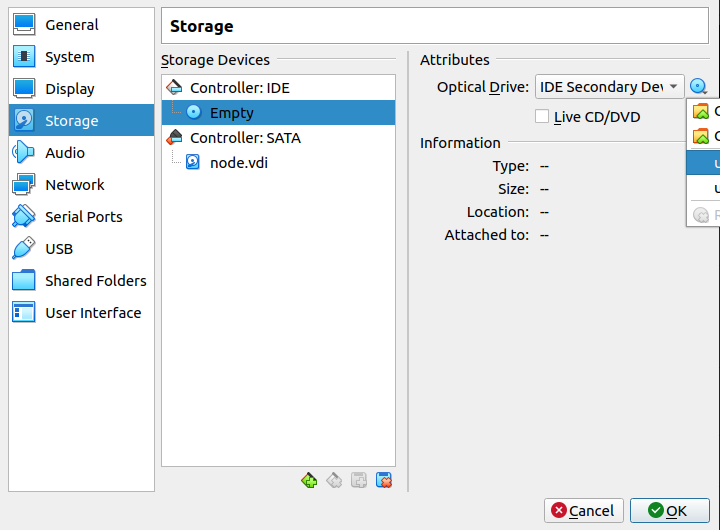 General
System
Display
Storage
Audio
Network
Serial Ports
USB
Shared Folders
User Interface
Storage
Storage Devices
Controller: IDE
Empty
Controller: SATA
node.vdi
Attributes
Optical Drive: IDE Secondary Dev
Live CD/DVD
Information
Type: --
Size: --
Location: --
Attached to: --
Cancel
OK